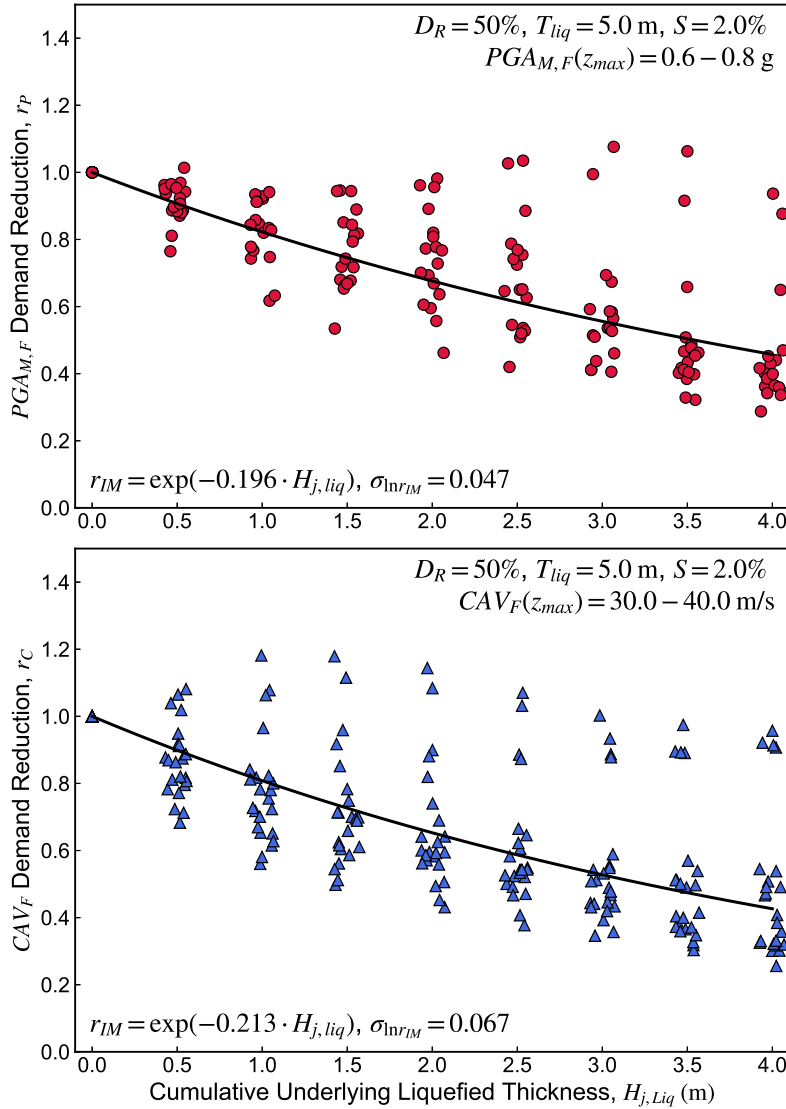 D_R = 50%, T_liq = 5.0 m, S = 2.0%
PGA_M,F(z_max) = 0.6 – 0.8 g
PGA_M,F Demand Reduction, r_P
1.4
1.2
1.0
0.8
0.6
0.4
0.2
0.0
r_IM = exp(−0.196 · H_j,liq), σ_ln r_IM = 0.047
0.0 0.5 1.0 1.5 2.0 2.5 3.0 3.5 4.0
D_R = 50%, T_liq = 5.0 m, S = 2.0%
CAV_F(z_max) = 30.0 – 40.0 m/s
CAV_F Demand Reduction, r_C
1.4
1.2
1.0
0.8
0.6
0.4
0.2
0.0
r_IM = exp(−0.213 · H_j,liq), σ_ln r_IM = 0.067
0.0 0.5 1.0 1.5 2.0 2.5 3.0 3.5 4.0
Cumulative Underlying Liquefied Thickness, H_j,Liq (m)